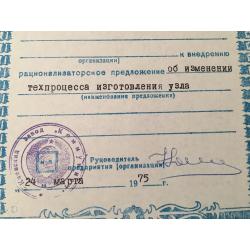 к внедрению
организации)
рационализаторское предложение об изменении
техпроцесса изготовления узла
(наименование предложения)
Руководитель
предприятия (организации)
24 марта 1975 г.